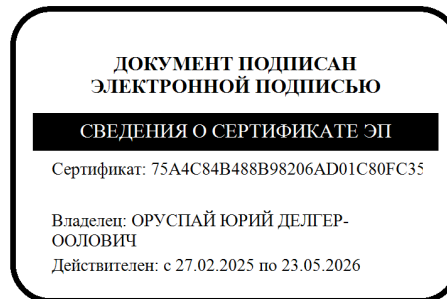 ДОКУМЕНТ ПОДПИСАН
ЭЛЕКТРОННОЙ ПОДПИСЬЮ
СВЕДЕНИЯ О СЕРТИФИКАТЕ ЭП
Сертификат: 75A4C84B488B98206AD01C80FC35
Владелец: ОРУСПАЙ ЮРИЙ ДЕЛГЕР-
ООЛОВИЧ
Действителен: с 27.02.2025 по 23.05.2026